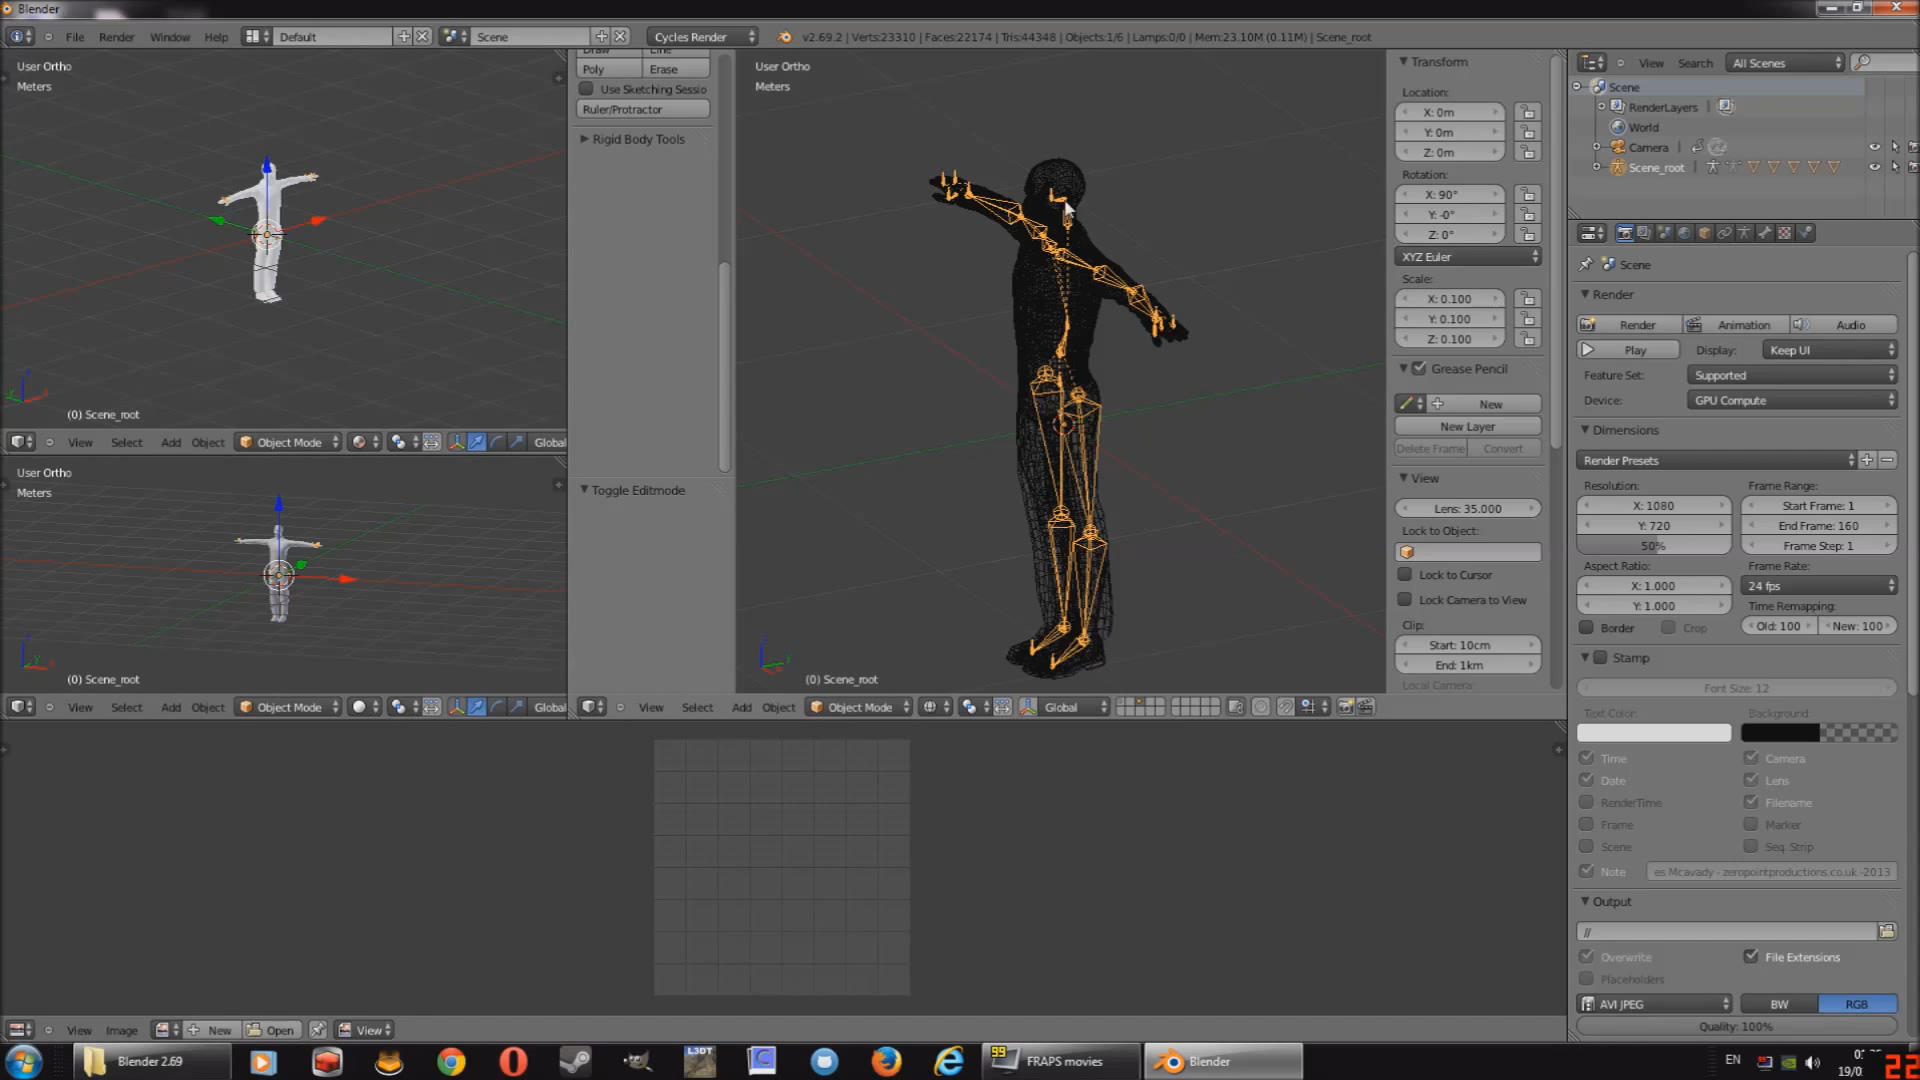 Blender
File Render Window Help Default Scene Cycles Render v2.69.2 | Verts:23310 | Faces:22174 | Tris:44348 | Objects:1/6 | Lamps:0/0 | Mem:23.10M (0.11M) | Scene_root
User Ortho
Meters
(0) Scene_root
View Select Add Object Object Mode Global
User Ortho
Meters
(0) Scene_root
View Select Add Object Object Mode Global
Draw Line
Poly Erase
Use Sketching Sessio
Ruler/Protractor
Rigid Body Tools
Toggle Editmode
User Ortho
Meters
(0) Scene_root
View Select Add Object Object Mode Global
Transform
Location:
X: 0m
Y: 0m
Z: 0m
Rotation:
X: 90°
Y: -0°
Z: 0°
XYZ Euler
Scale:
X: 0.100
Y: 0.100
Z: 0.100
Grease Pencil
New
New Layer
Delete Frame Convert
View
Lens: 35.000
Lock to Object:
Lock to Cursor
Lock Camera to View
Clip:
Start: 10cm
End: 1km
Local Camera:
View Search All Scenes
Scene
RenderLayers
World
Camera
Scene_root
Scene
Render
Render Animation Audio
Play Display: Keep UI
Feature Set: Supported
Device: GPU Compute
Dimensions
Render Presets
Resolution: Frame Range:
X: 1080 Start Frame: 1
Y: 720 End Frame: 160
50% Frame Step: 1
Aspect Ratio: Frame Rate:
X: 1.000 24 fps
Y: 1.000 Time Remapping:
Border Crop Old: 100 New: 100
Stamp
Font Size: 12
Text Color: Background:
Time Camera
Date Lens
RenderTime Filename
Frame Marker
Scene Seq. Strip
Note es Mcavady - zeropointproductions.co.uk -2013
Output
//
Overwrite File Extensions
Placeholders
AVI JPEG BW RGB
Quality: 100%
View Image New Open View
Blender 2.69 L3DT 99 FRAPS movies Blender EN
22